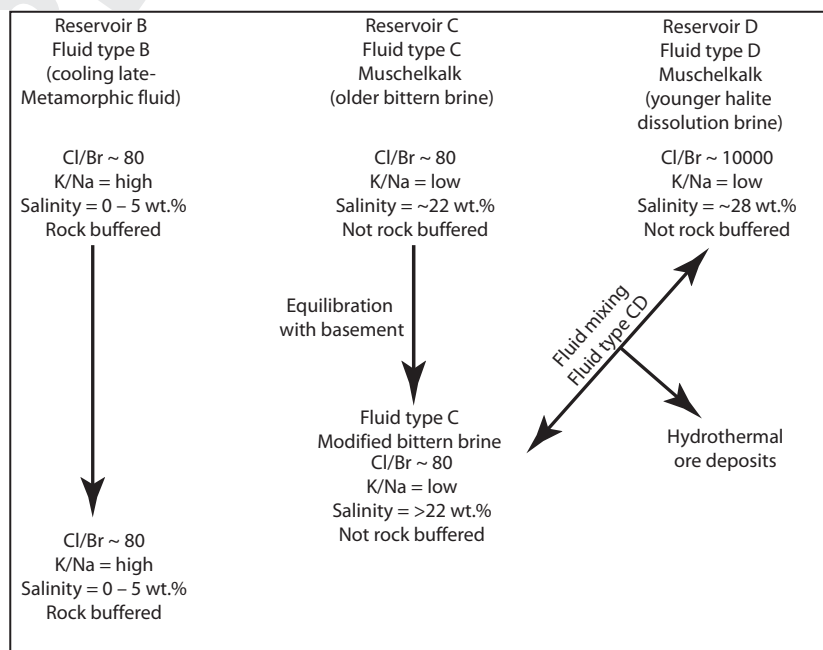 Reservoir B
Fluid type B
(cooling late-
Metamorphic fluid)
Cl/Br ~ 80
K/Na = high
Salinity = 0 – 5 wt.%
Rock buffered
Cl/Br ~ 80
K/Na = high
Salinity = 0 – 5 wt.%
Rock buffered
Reservoir C
Fluid type C
Muschelkalk
(older bittern brine)
Cl/Br ~ 80
K/Na = low
Salinity = ~22 wt.%
Not rock buffered
Equilibration
with basement
Fluid type C
Modified bittern brine
Cl/Br ~ 80
K/Na = low
Salinity = >22 wt.%
Not rock buffered
Reservoir D
Fluid type D
Muschelkalk
(younger halite
dissolution brine)
Cl/Br ~ 10000
K/Na = low
Salinity = ~28 wt.%
Not rock buffered
Fluid mixing
Fluid type CD
Hydrothermal
ore deposits